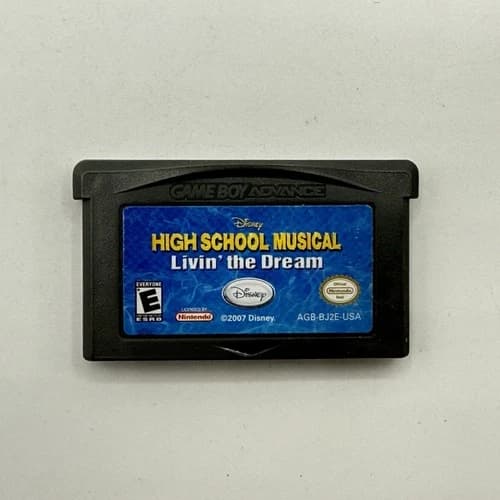 GAME BOY ADVANCE
Disney
HIGH SCHOOL MUSICAL
Livin' the Dream
EVERYONE
E
ESRB
LICENSED BY
Nintendo
Disney
©2007 Disney.
Official
Nintendo
Seal
AGB-BJ2E-USA